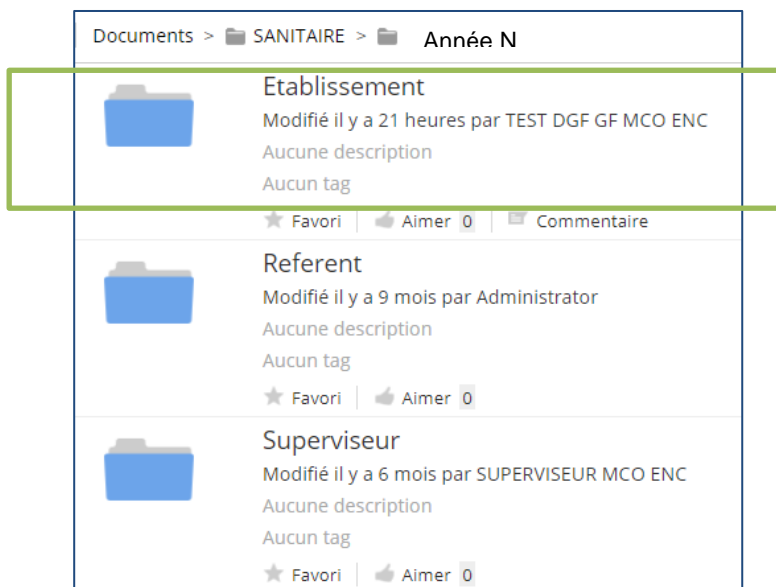 Documents > SANITAIRE > Année N
Etablissement
Modifié il y a 21 heures par TEST DGF GF MCO ENC
Aucune description
Aucun tag
Favori Aimer 0 Commentaire
Referent
Modifié il y a 9 mois par Administrator
Aucune description
Aucun tag
Favori Aimer 0
Superviseur
Modifié il y a 6 mois par SUPERVISEUR MCO ENC
Aucune description
Aucun tag
Favori Aimer 0